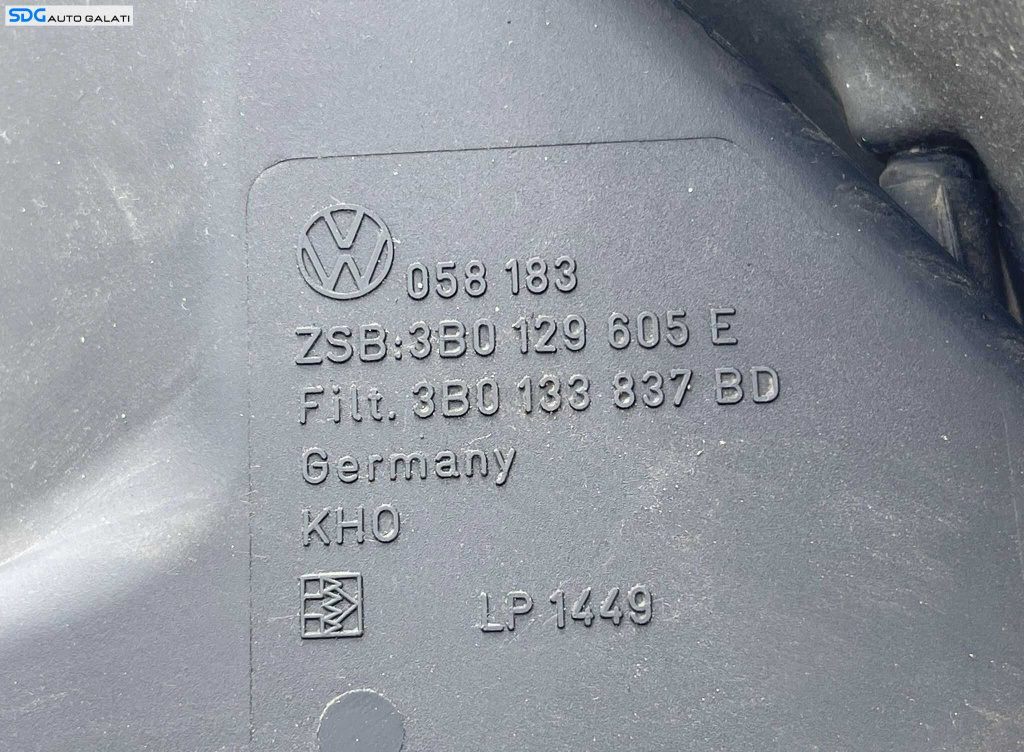 SDG AUTO GALATI
058 183
ZSB:3B0 129 605 E
Filt. 3B0 133 837 BD
Germany
KHO
LP 1449